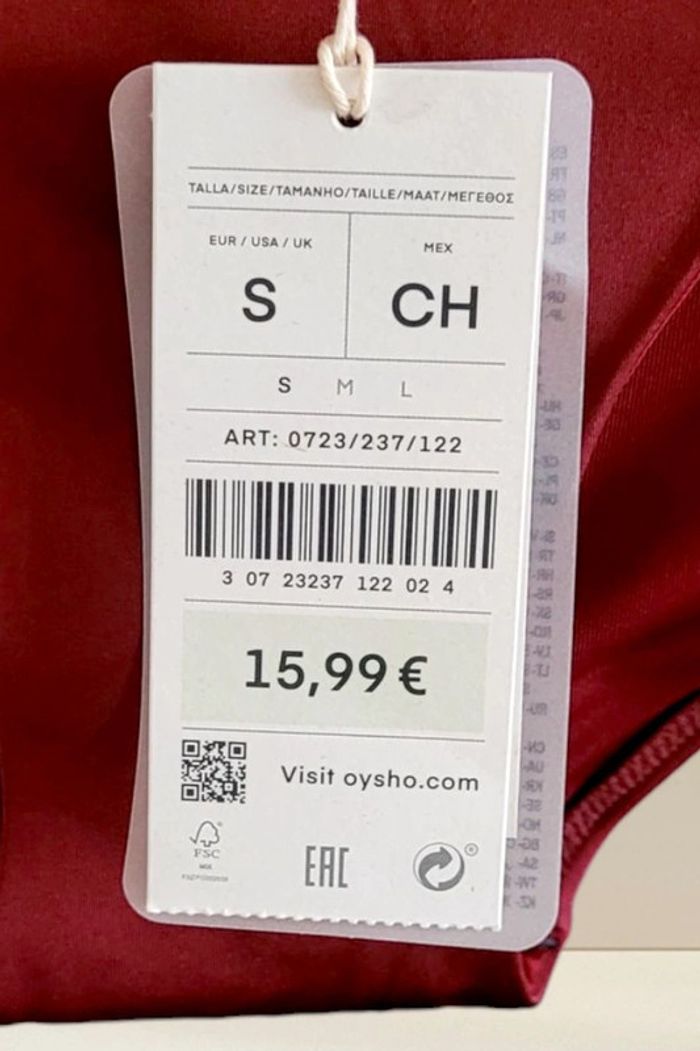 TALLA/SIZE/TAMANHO/TAILLE/MAAT/ΜΕΓΕΘΟΣ
EUR / USA / UK
MEX
S
CH
S M L
ART: 0723/237/122
3 07 23237 122 02 4
15,99 €
Visit oysho.com
FSC
MIX
EAC